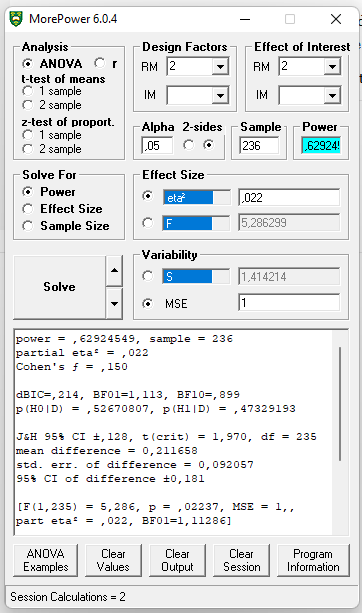 MorePower 6.0.4
Analysis
ANOVA r
t-test of means
1 sample
2 sample
z-test of proport.
1 sample
2 sample
Design Factors
RM 2
IM
Effect of Interest
RM 2
IM
Alpha 2-sides
,05
Sample
236
Power
,629245
Solve For
Power
Effect Size
Sample Size
Effect Size
eta² ,022
F 5,286299
Solve
Variability
S 1,414214
MSE 1
power = ,62924549, sample = 236
partial eta² = ,022
Cohen's ƒ = ,150
dBIC=,214, BF01=1,113, BF10=,899
p(H0|D) = ,52670807, p(H1|D) = ,47329193
J&H 95% CI ±,128, t(crit) = 1,970, df = 235
mean difference = 0,211658
std. err. of difference = 0,092057
95% CI of difference ±0,181
[F(1,235) = 5,286, p = ,02237, MSE = 1,,
part eta² = ,022, BF01=1,11286]
ANOVA Examples
Clear Values
Clear Output
Clear Session
Program Information
Session Calculations = 2